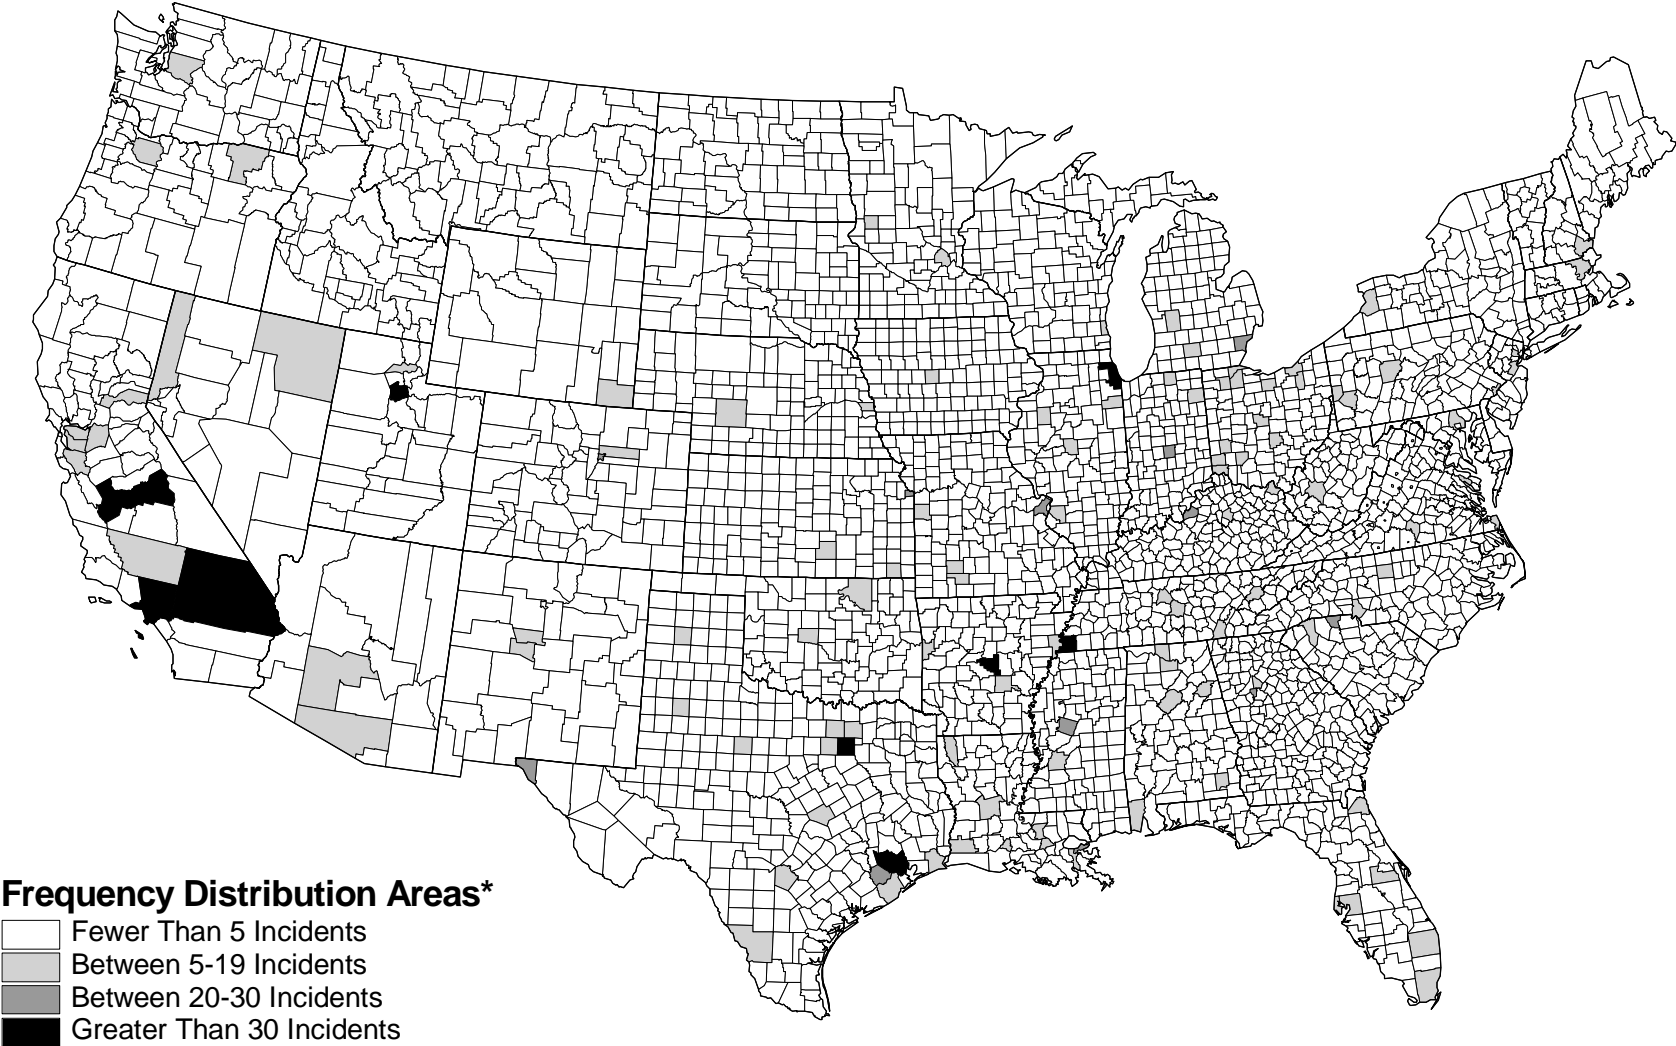 Frequency Distribution Areas*
Fewer Than 5 Incidents
Between 5-19 Incidents
Between 20-30 Incidents
Greater Than 30 Incidents